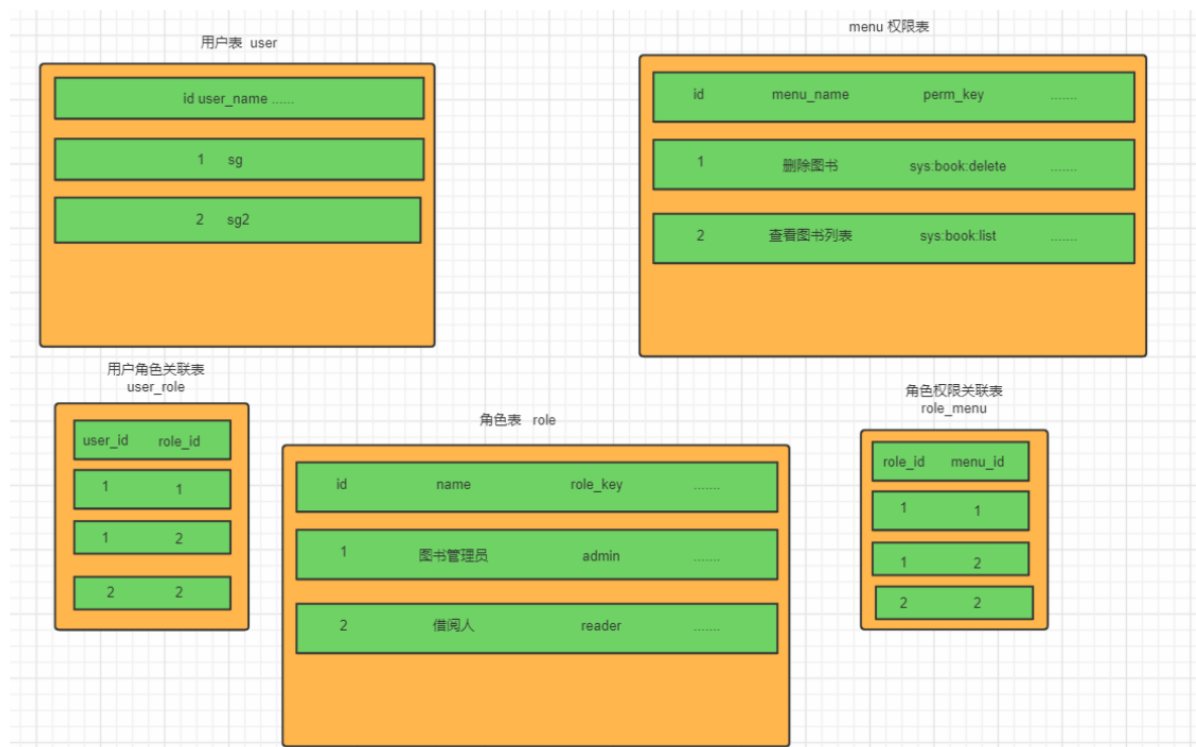 用户表 user
id user_name ......
1 sg
2 sg2
menu 权限表
id menu_name perm_key .......
1 删除图书 sys:book:delete .......
2 查看图书列表 sys:book:list .......
用户角色关联表
user_role
user_id role_id
1 1
1 2
2 2
角色表 role
id name role_key .......
1 图书管理员 admin .......
2 借阅人 reader .......
角色权限关联表
role_menu
role_id menu_id
1 1
1 2
2 2